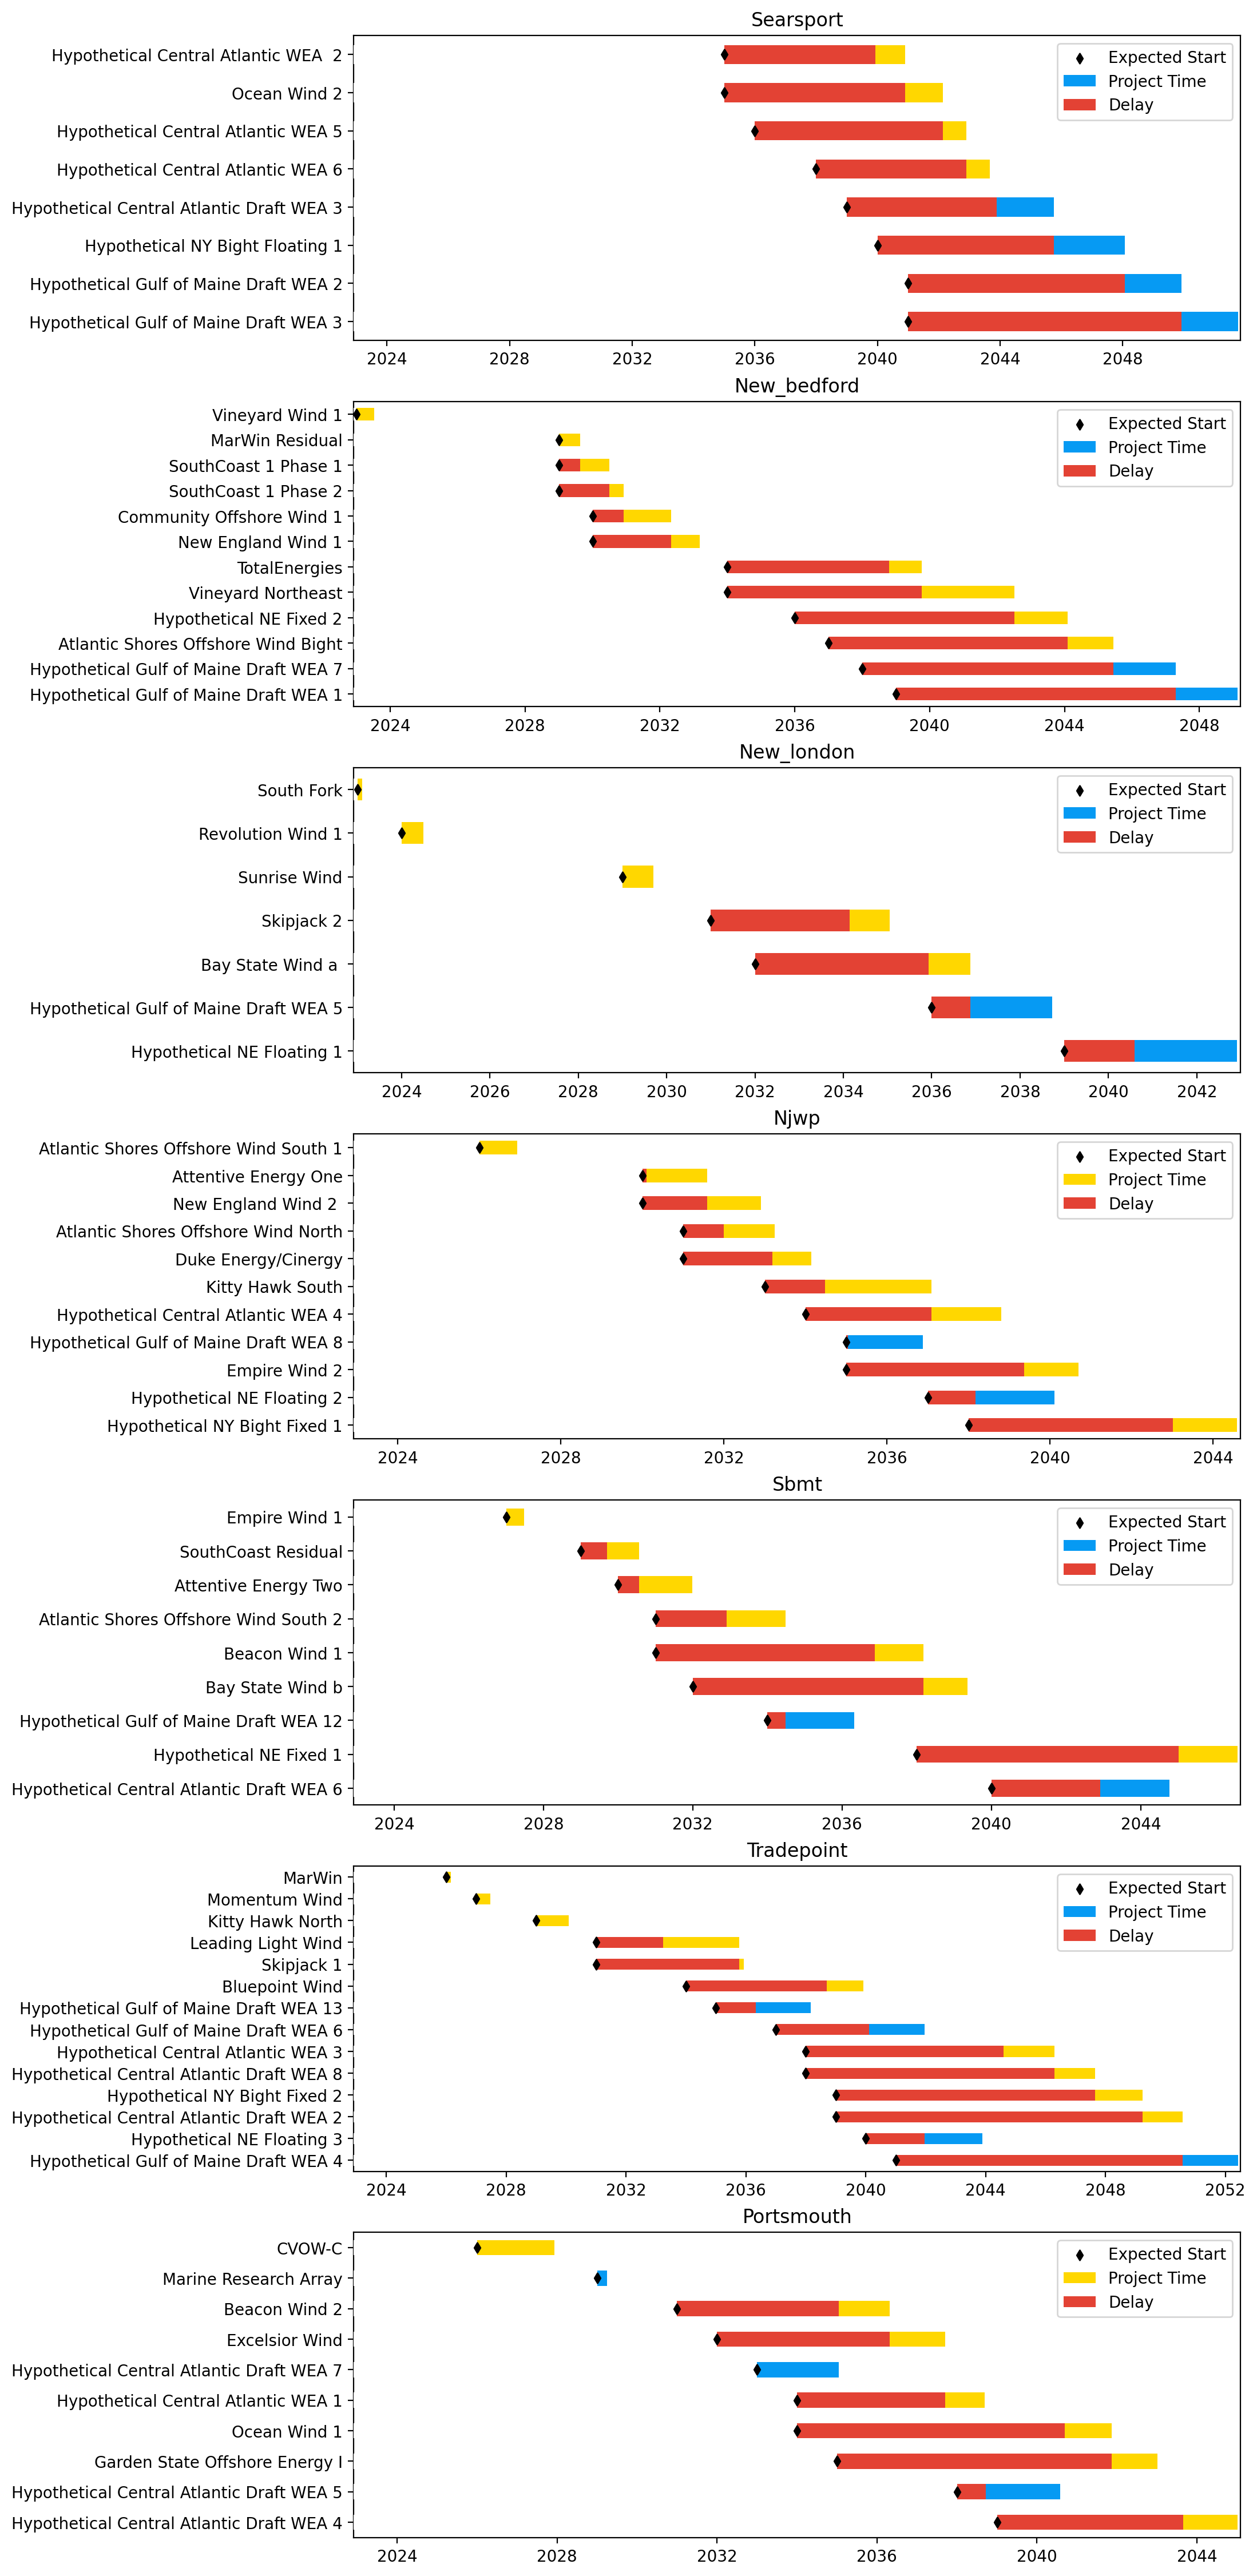 Searsport
Hypothetical Central Atlantic WEA  2
Ocean Wind 2
Hypothetical Central Atlantic WEA 5
Hypothetical Central Atlantic WEA 6
Hypothetical Central Atlantic Draft WEA 3
Hypothetical NY Bight Floating 1
Hypothetical Gulf of Maine Draft WEA 2
Hypothetical Gulf of Maine Draft WEA 3
Expected Start
Project Time
Delay
2024 2028 2032 2036 2040 2044 2048
New_bedford
Vineyard Wind 1
MarWin Residual
SouthCoast 1 Phase 1
SouthCoast 1 Phase 2
Community Offshore Wind 1
New England Wind 1
TotalEnergies
Vineyard Northeast
Hypothetical NE Fixed 2
Atlantic Shores Offshore Wind Bight
Hypothetical Gulf of Maine Draft WEA 7
Hypothetical Gulf of Maine Draft WEA 1
Expected Start
Project Time
Delay
2024 2028 2032 2036 2040 2044 2048
New_london
South Fork
Revolution Wind 1
Sunrise Wind
Skipjack 2
Bay State Wind a
Hypothetical Gulf of Maine Draft WEA 5
Hypothetical NE Floating 1
Expected Start
Project Time
Delay
2024 2026 2028 2030 2032 2034 2036 2038 2040 2042
Njwp
Atlantic Shores Offshore Wind South 1
Attentive Energy One
New England Wind 2
Atlantic Shores Offshore Wind North
Duke Energy/Cinergy
Kitty Hawk South
Hypothetical Central Atlantic WEA 4
Hypothetical Gulf of Maine Draft WEA 8
Empire Wind 2
Hypothetical NE Floating 2
Hypothetical NY Bight Fixed 1
Expected Start
Project Time
Delay
2024 2028 2032 2036 2040 2044
Sbmt
Empire Wind 1
SouthCoast Residual
Attentive Energy Two
Atlantic Shores Offshore Wind South 2
Beacon Wind 1
Bay State Wind b
Hypothetical Gulf of Maine Draft WEA 12
Hypothetical NE Fixed 1
Hypothetical Central Atlantic Draft WEA 6
Expected Start
Project Time
Delay
2024 2028 2032 2036 2040 2044
Tradepoint
MarWin
Momentum Wind
Kitty Hawk North
Leading Light Wind
Skipjack 1
Bluepoint Wind
Hypothetical Gulf of Maine Draft WEA 13
Hypothetical Gulf of Maine Draft WEA 6
Hypothetical Central Atlantic WEA 3
Hypothetical Central Atlantic Draft WEA 8
Hypothetical NY Bight Fixed 2
Hypothetical Central Atlantic Draft WEA 2
Hypothetical NE Floating 3
Hypothetical Gulf of Maine Draft WEA 4
Expected Start
Project Time
Delay
2024 2028 2032 2036 2040 2044 2048 2052
Portsmouth
CVOW-C
Marine Research Array
Beacon Wind 2
Excelsior Wind
Hypothetical Central Atlantic Draft WEA 7
Hypothetical Central Atlantic WEA 1
Ocean Wind 1
Garden State Offshore Energy I
Hypothetical Central Atlantic Draft WEA 5
Hypothetical Central Atlantic Draft WEA 4
Expected Start
Project Time
Delay
2024 2028 2032 2036 2040 2044